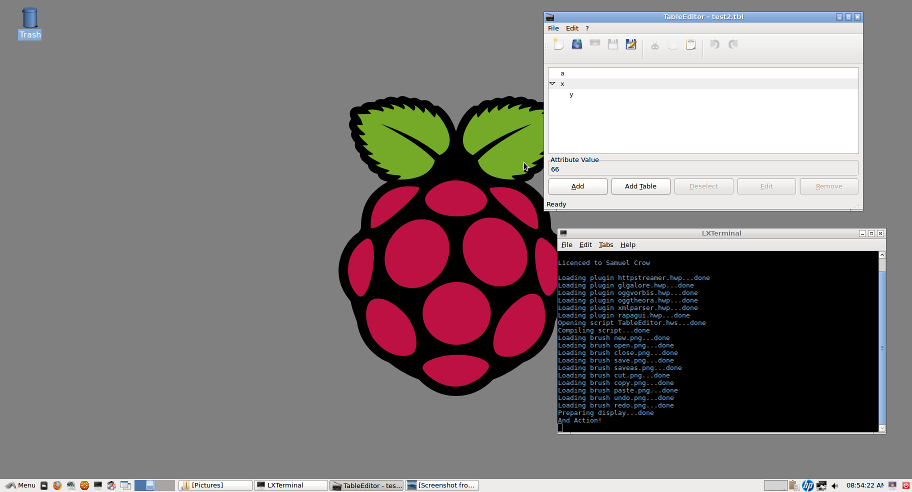 Trash
TableEditor - test2.tbl
File Edit ?
a
x
y
Attribute Value
66
Add
Add Table
Deselect
Edit
Remove
Ready
LXTerminal
File Edit Tabs Help
Licenced to Samuel Crow
Loading plugin httpstreamer.hwp...done
Loading plugin glgalore.hwp...done
Loading plugin oggvorbis.hwp...done
Loading plugin oggtheora.hwp...done
Loading plugin xmlparser.hwp...done
Loading plugin rapagui.hwp...done
Opening script TableEditor.hws...done
Compiling script...done
Loading brush new.png...done
Loading brush open.png...done
Loading brush close.png...done
Loading brush save.png...done
Loading brush saveas.png...done
Loading brush cut.png...done
Loading brush copy.png...done
Loading brush paste.png...done
Loading brush undo.png...done
Loading brush redo.png...done
Preparing display...done
And Action!
Menu
[Pictures]
LXTerminal
TableEditor - tes...
[Screenshot fro...
hp
08:54:22 AM